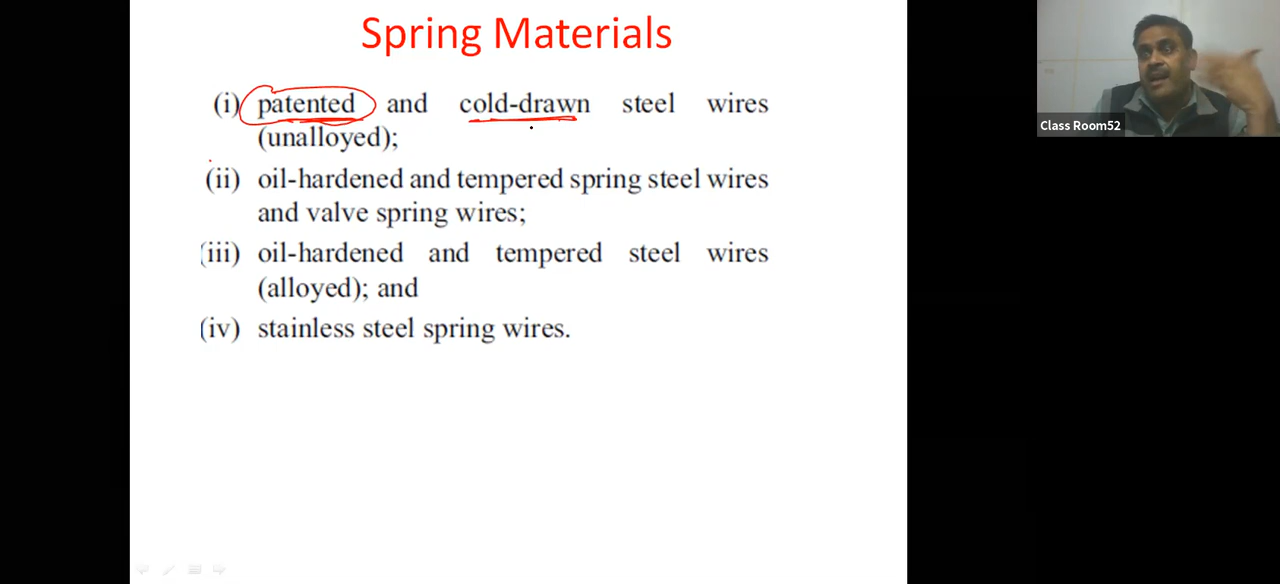 Spring Materials
(i) patented and cold-drawn steel wires
(unalloyed);
(ii) oil-hardened and tempered spring steel wires
and valve spring wires;
(iii) oil-hardened and tempered steel wires
(alloyed); and
(iv) stainless steel spring wires.
Class Room52